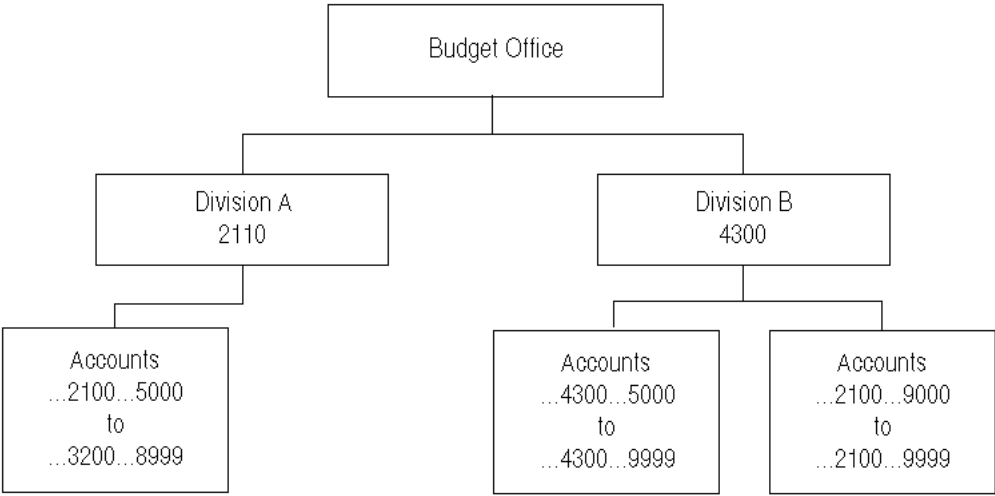 Budget Office
Division A
2110
Division B
4300
Accounts
...2100...5000
to
...3200...8999
Accounts
...4300...5000
to
...4300...9999
Accounts
...2100...9000
to
...2100...9999